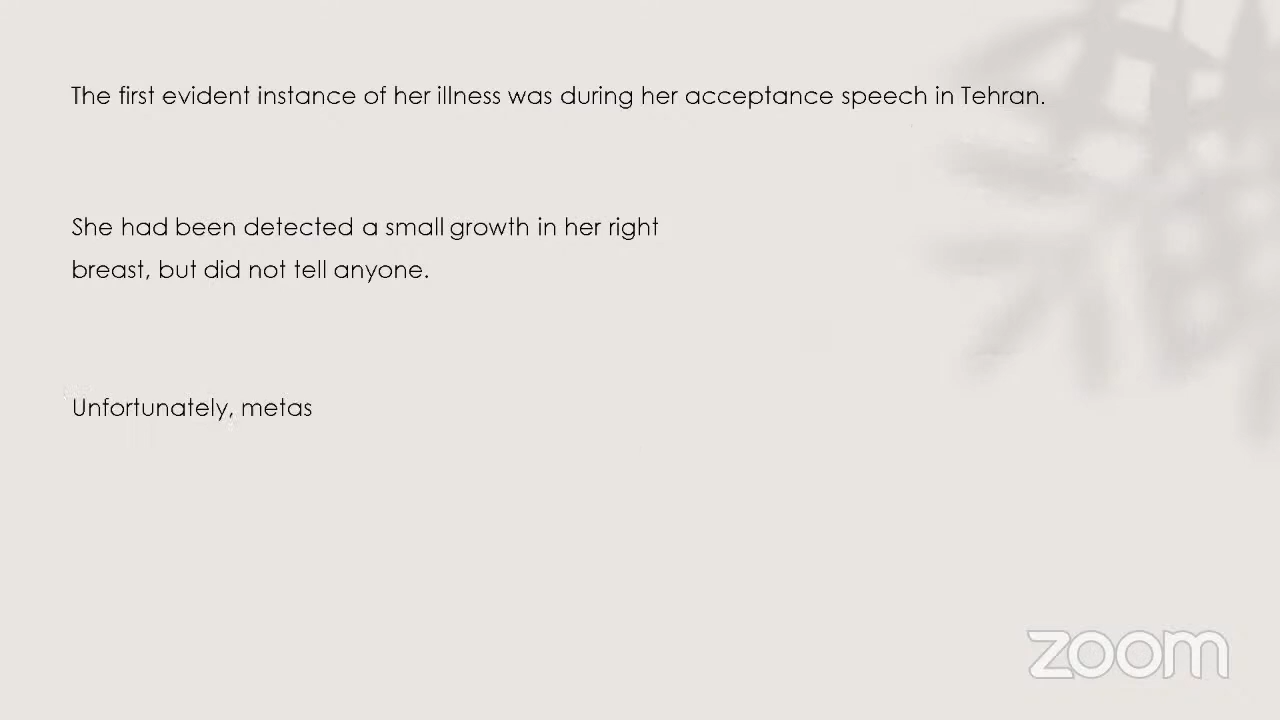 The first evident instance of her illness was during her acceptance speech in Tehran.
She had been detected a small growth in her right
breast, but did not tell anyone.
Unfortunately, metas
zoom